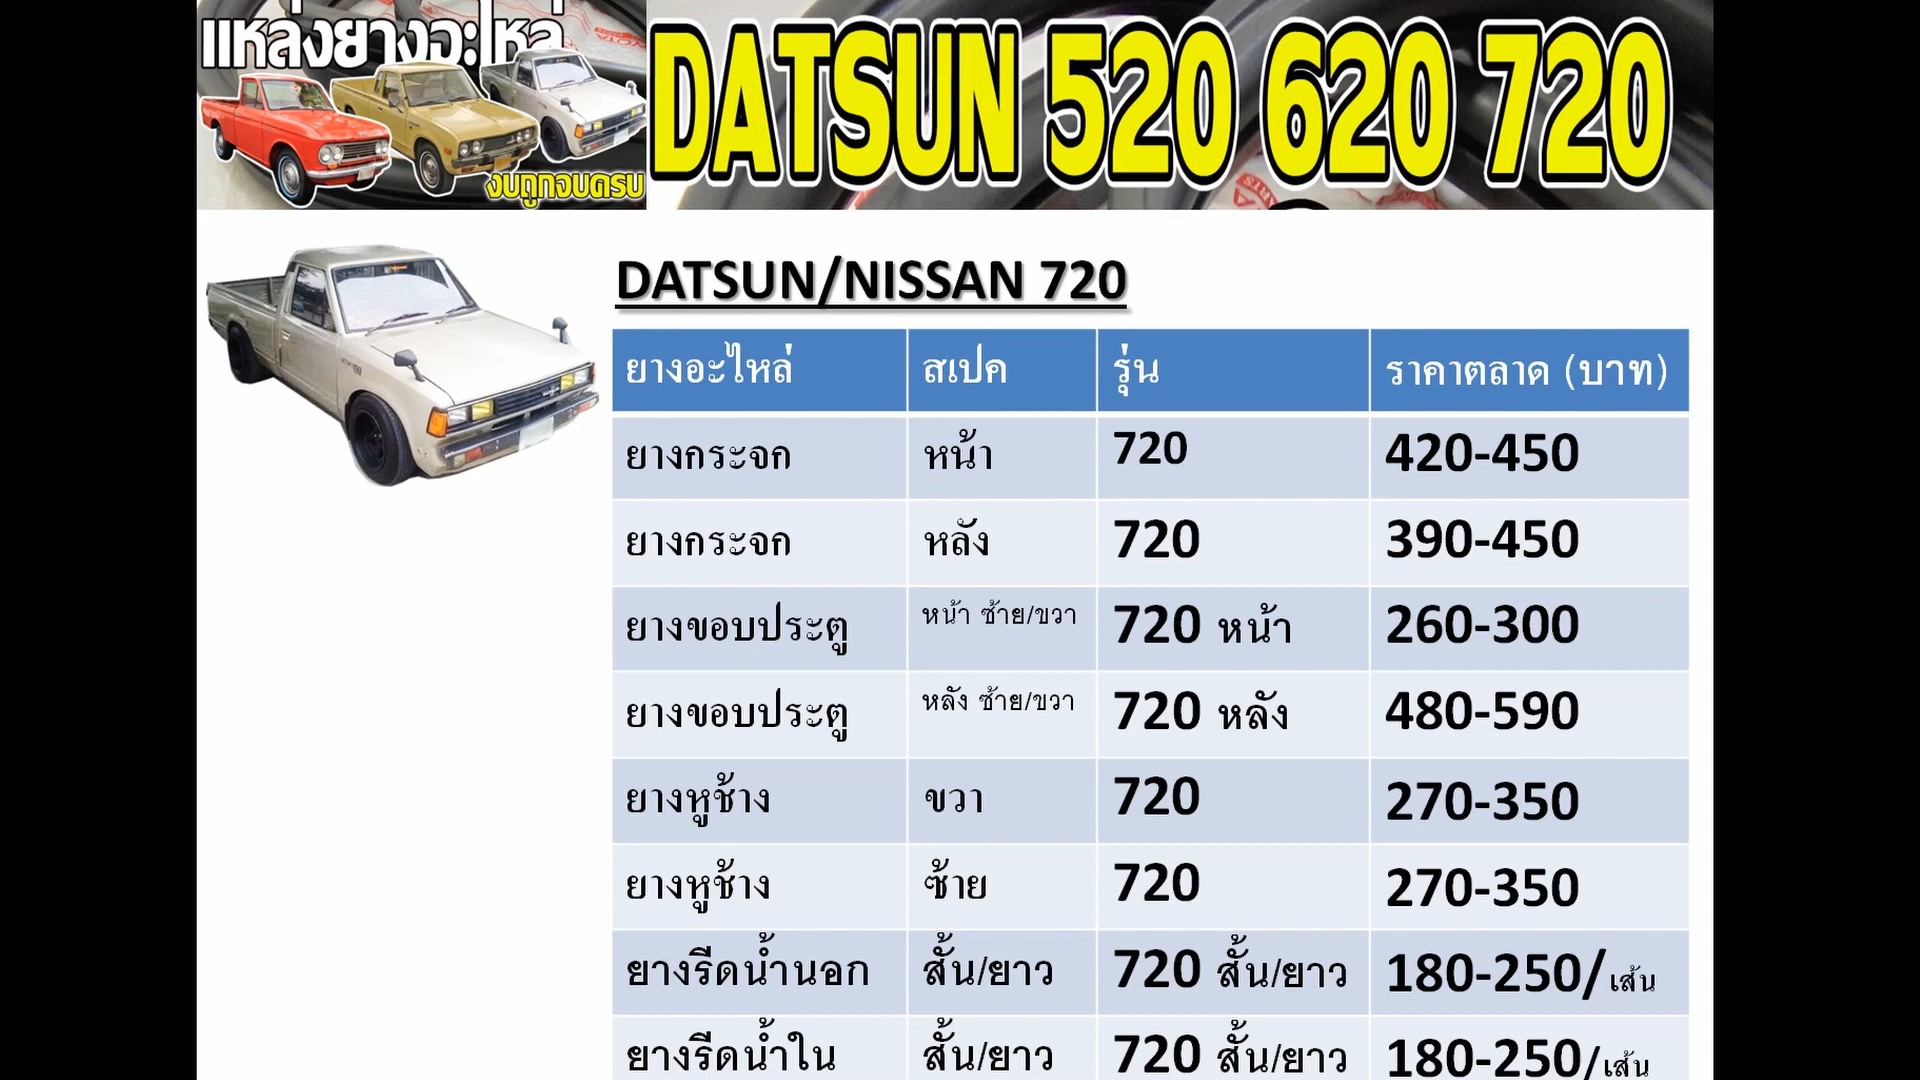 แหล่งยางอะไหล่
งบถูกจบครบ
DATSUN 520 620 720
DATSUN/NISSAN 720
ยางอะไหล่ สเปค รุ่น ราคาตลาด (บาท)
ยางกระจก หน้า 720 420-450
ยางกระจก หลัง 720 390-450
ยางขอบประตู หน้า ซ้าย/ขวา 720 หน้า 260-300
ยางขอบประตู หลัง ซ้าย/ขวา 720 หลัง 480-590
ยางหูช้าง ขวา 720 270-350
ยางหูช้าง ซ้าย 720 270-350
ยางรีดน้ำนอก สั้น/ยาว 720 สั้น/ยาว 180-250/เส้น
ยางรีดน้ำใน สั้น/ยาว 720 สั้น/ยาว 180-250/เส้น